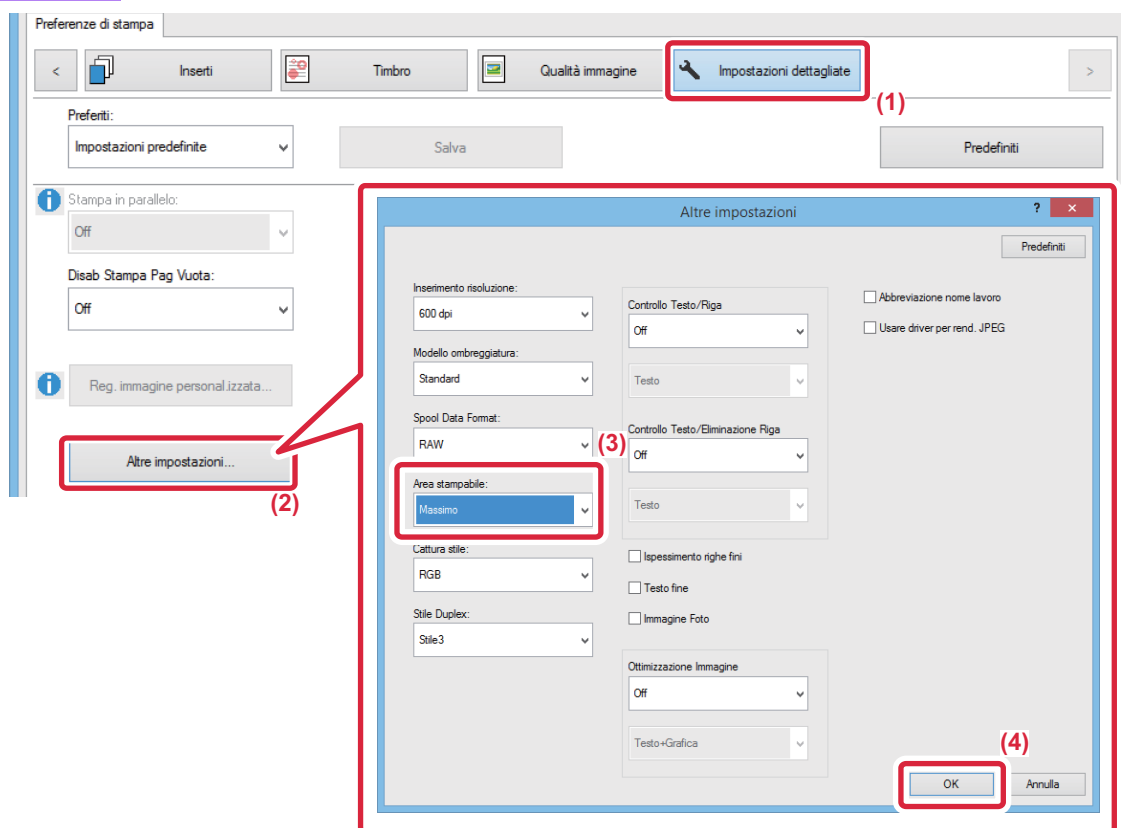 Preferenze di stampa
<
Inserti
Timbro
Qualità immagine
Impostazioni dettagliate
>
(1)
Preferiti:
Impostazioni predefinite
Salva
Predefiniti
Stampa in parallelo:
Off
Disab Stampa Pag Vuota:
Off
Reg. immagine personal.izzata...
Altre impostazioni...
(2)
Altre impostazioni
?
×
Predefiniti
Inserimento risoluzione:
600 dpi
Modello ombreggiatura:
Standard
Spool Data Format:
RAW
(3)
Area stampabile:
Massimo
Cattura stile:
RGB
Stile Duplex:
Stile3
Controllo Testo/Riga
Off
Testo
Controllo Testo/Eliminazione Riga
Off
Testo
Ispessimento righe fini
Testo fine
Immagine Foto
Ottimizzazione Immagine
Off
Testo+Grafica
Abbreviazione nome lavoro
Usare driver per rend. JPEG
(4)
OK
Annulla